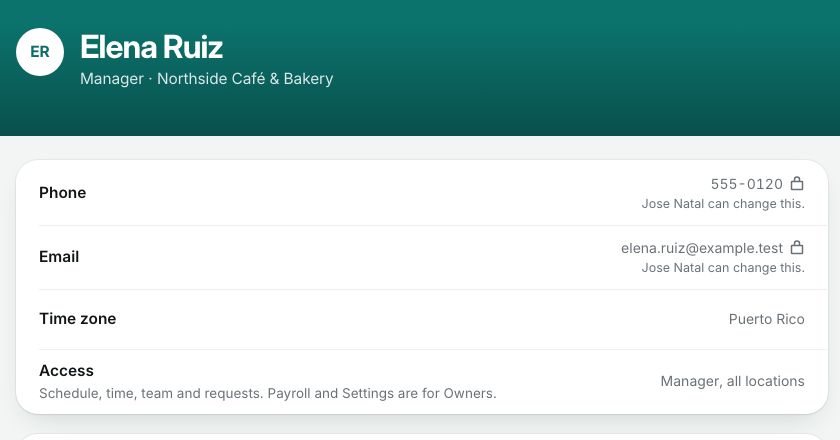 ER
Elena Ruiz
Manager · Northside Café & Bakery
Phone
555-0120
Jose Natal can change this.
Email
elena.ruiz@example.test
Jose Natal can change this.
Time zone
Puerto Rico
Access
Schedule, time, team and requests. Payroll and Settings are for Owners.
Manager, all locations